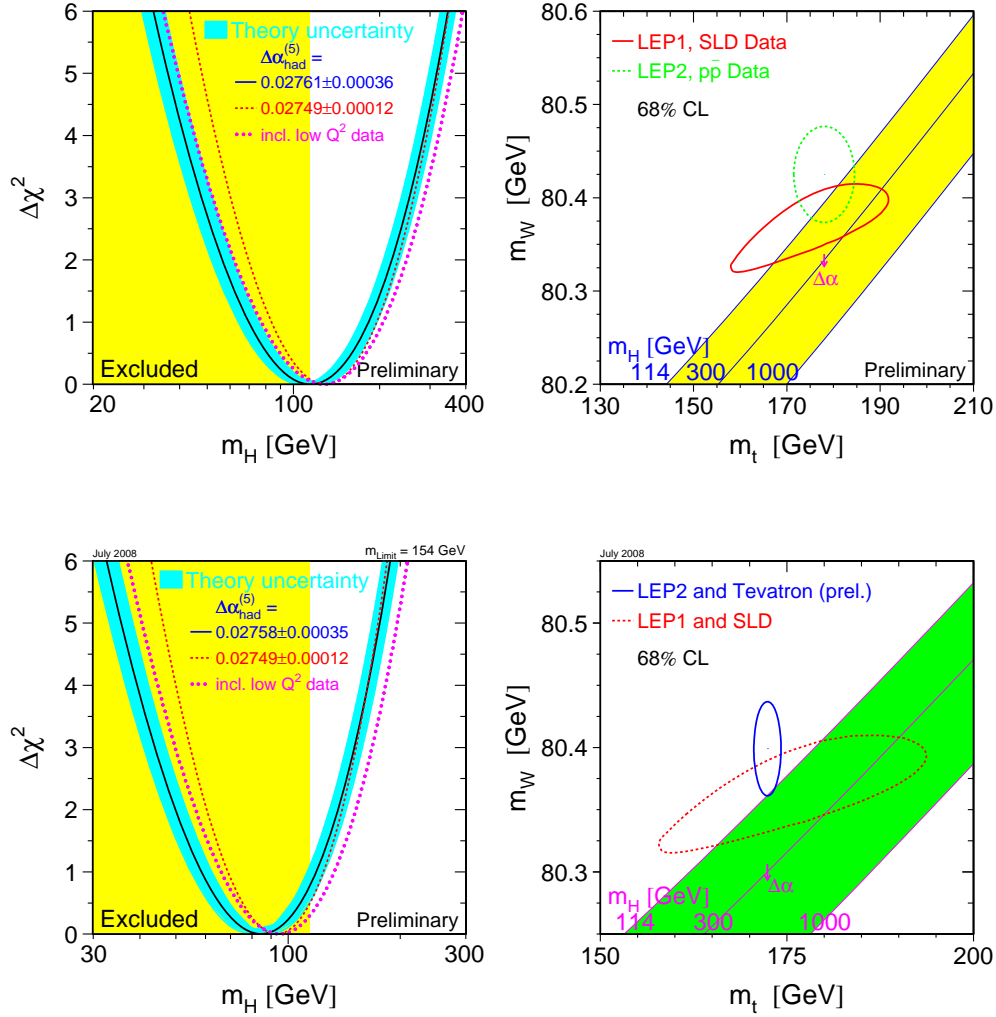 Theory uncertainty
Δα(5)had =
0.02761±0.00036
0.02749±0.00012
incl. low Q2 data
6
5
4
3
2
1
0
Δχ2
Excluded
Preliminary
20
100
400
mH [GeV]
80.6
80.5
80.4
80.3
80.2
mW [GeV]
LEP1, SLD Data
LEP2, pp̄ Data
68% CL
Δα
mH [GeV]
114 300 1000
Preliminary
130
150
170
190
210
mt [GeV]
July 2008
mLimit = 154 GeV
Theory uncertainty
Δα(5)had =
0.02758±0.00035
0.02749±0.00012
incl. low Q2 data
6
5
4
3
2
1
0
Δχ2
Excluded
Preliminary
30
100
300
mH [GeV]
July 2008
80.5
80.4
80.3
mW [GeV]
LEP2 and Tevatron (prel.)
LEP1 and SLD
68% CL
Δα
mH [GeV]
114 300 1000
150
175
200
mt [GeV]